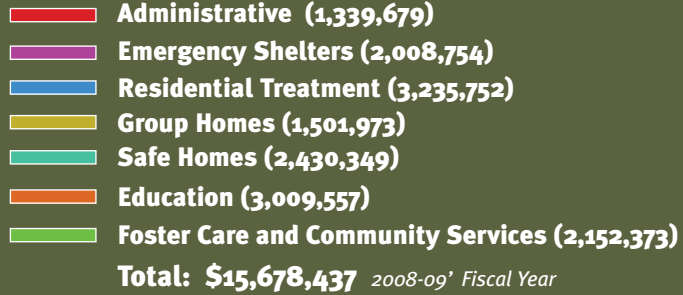 Administrative (1,339,679)
Emergency Shelters (2,008,754)
Residential Treatment (3,235,752)
Group Homes (1,501,973)
Safe Homes (2,430,349)
Education (3,009,557)
Foster Care and Community Services (2,152,373)
Total: $15,678,437 2008-09’ Fiscal Year